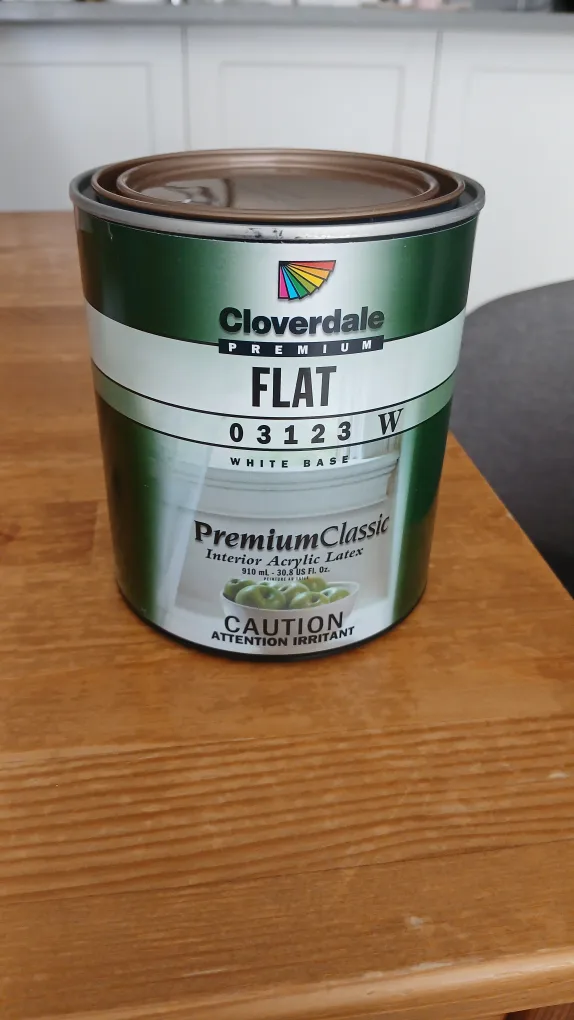 Cloverdale
PREMIUM
FLAT
03123 W
WHITE BASE
PremiumClassic
Interior Acrylic Latex
910 mL - 30.8 US Fl. Oz.
CAUTION
ATTENTION IRRITANT